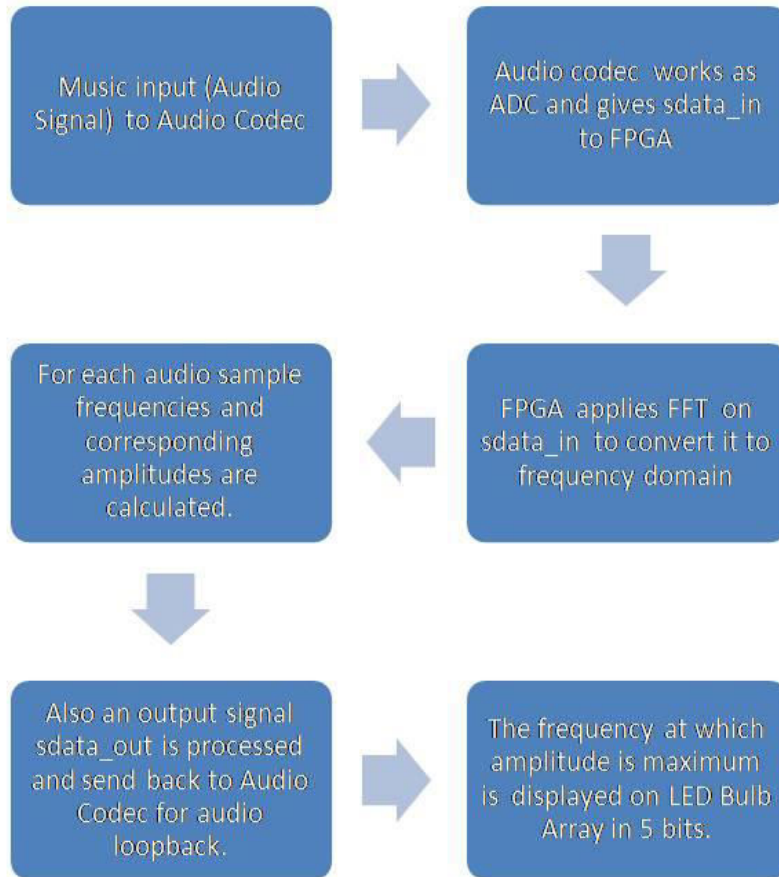 Music input (Audio
Signal) to Audio Codec
Audio codec works as
ADC and gives sdata_in
to FPGA
FPGA applies FFT on
sdata_in to convert it to
frequency domain
For each audio sample
frequencies and
corresponding
amplitudes are
calculated.
Also an output signal
sdata_out is processed
and send back to Audio
Codec for audio
loopback.
The frequency at which
amplitude is maximum
is displayed on LED Bulb
Array in 5 bits.